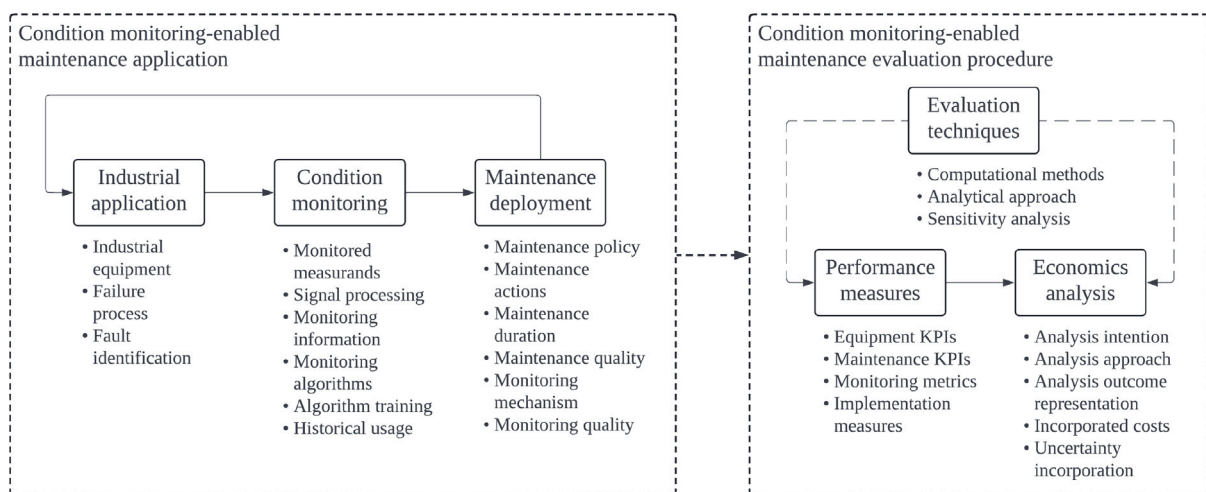 Condition monitoring-enabled
maintenance application
Industrial
application
• Industrial
equipment
• Failure
process
• Fault
identification
Condition
monitoring
• Monitored
measurands
• Signal processing
• Monitoring
information
• Monitoring
algorithms
• Algorithm training
• Historical usage
Maintenance
deployment
• Maintenance policy
• Maintenance
actions
• Maintenance
duration
• Maintenance quality
• Monitoring
mechanism
• Monitoring quality
Condition monitoring-enabled
maintenance evaluation procedure
Evaluation
techniques
• Computational methods
• Analytical approach
• Sensitivity analysis
Performance
measures
• Equipment KPIs
• Maintenance KPIs
• Monitoring metrics
• Implementation
measures
Economics
analysis
• Analysis intention
• Analysis approach
• Analysis outcome
representation
• Incorporated costs
• Uncertainty
incorporation